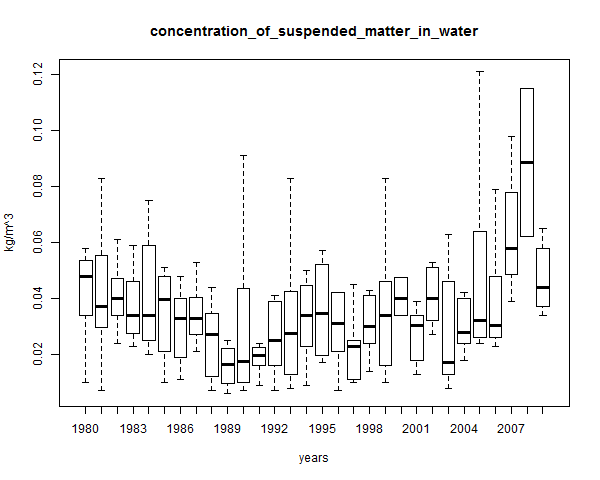 concentration_of_suspended_matter_in_water
kg/m^3
0.12
0.10
0.08
0.06
0.04
0.02
1980 1983 1986 1989 1992 1995 1998 2001 2004 2007
years